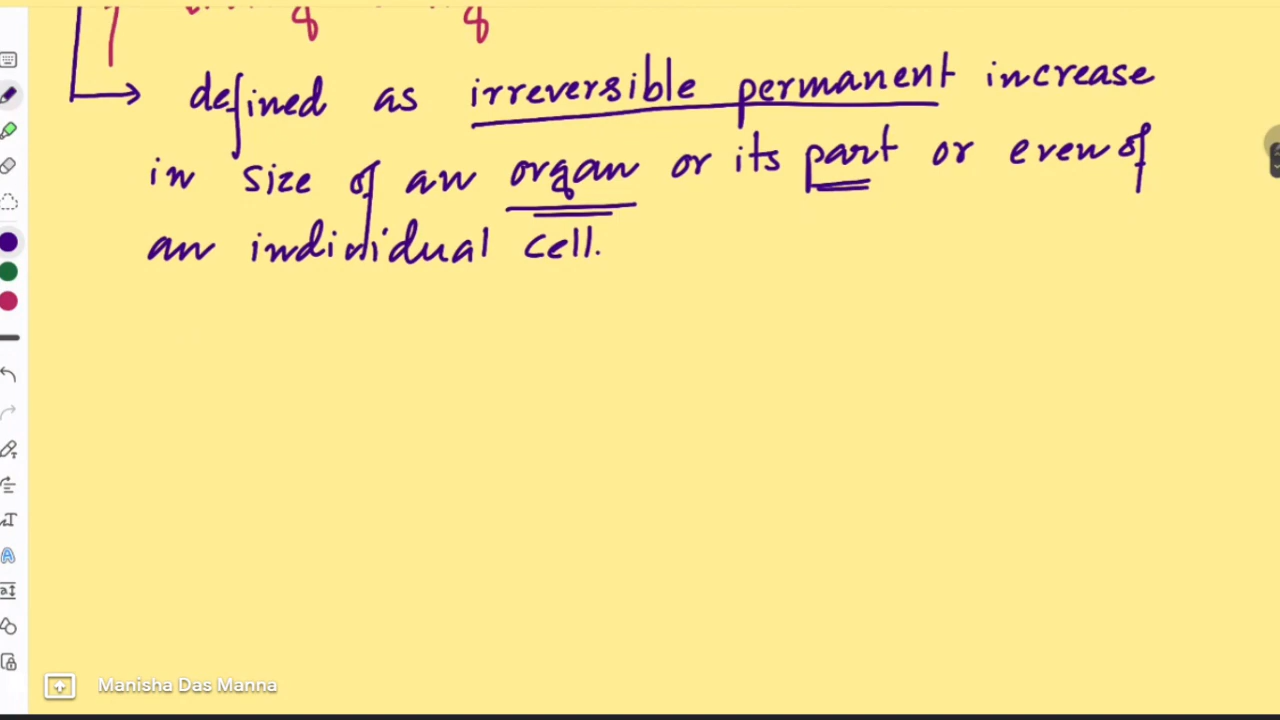 defined as irreversible permanent increase
in size of an organ or its part or even of
an individual cell.
Manisha Das Manna